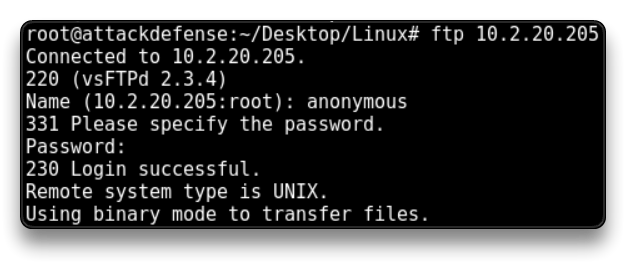 root@attackdefense:~/Desktop/Linux# ftp 10.2.20.205
Connected to 10.2.20.205.
220 (vsFTPd 2.3.4)
Name (10.2.20.205:root): anonymous
331 Please specify the password.
Password:
230 Login successful.
Remote system type is UNIX.
Using binary mode to transfer files.